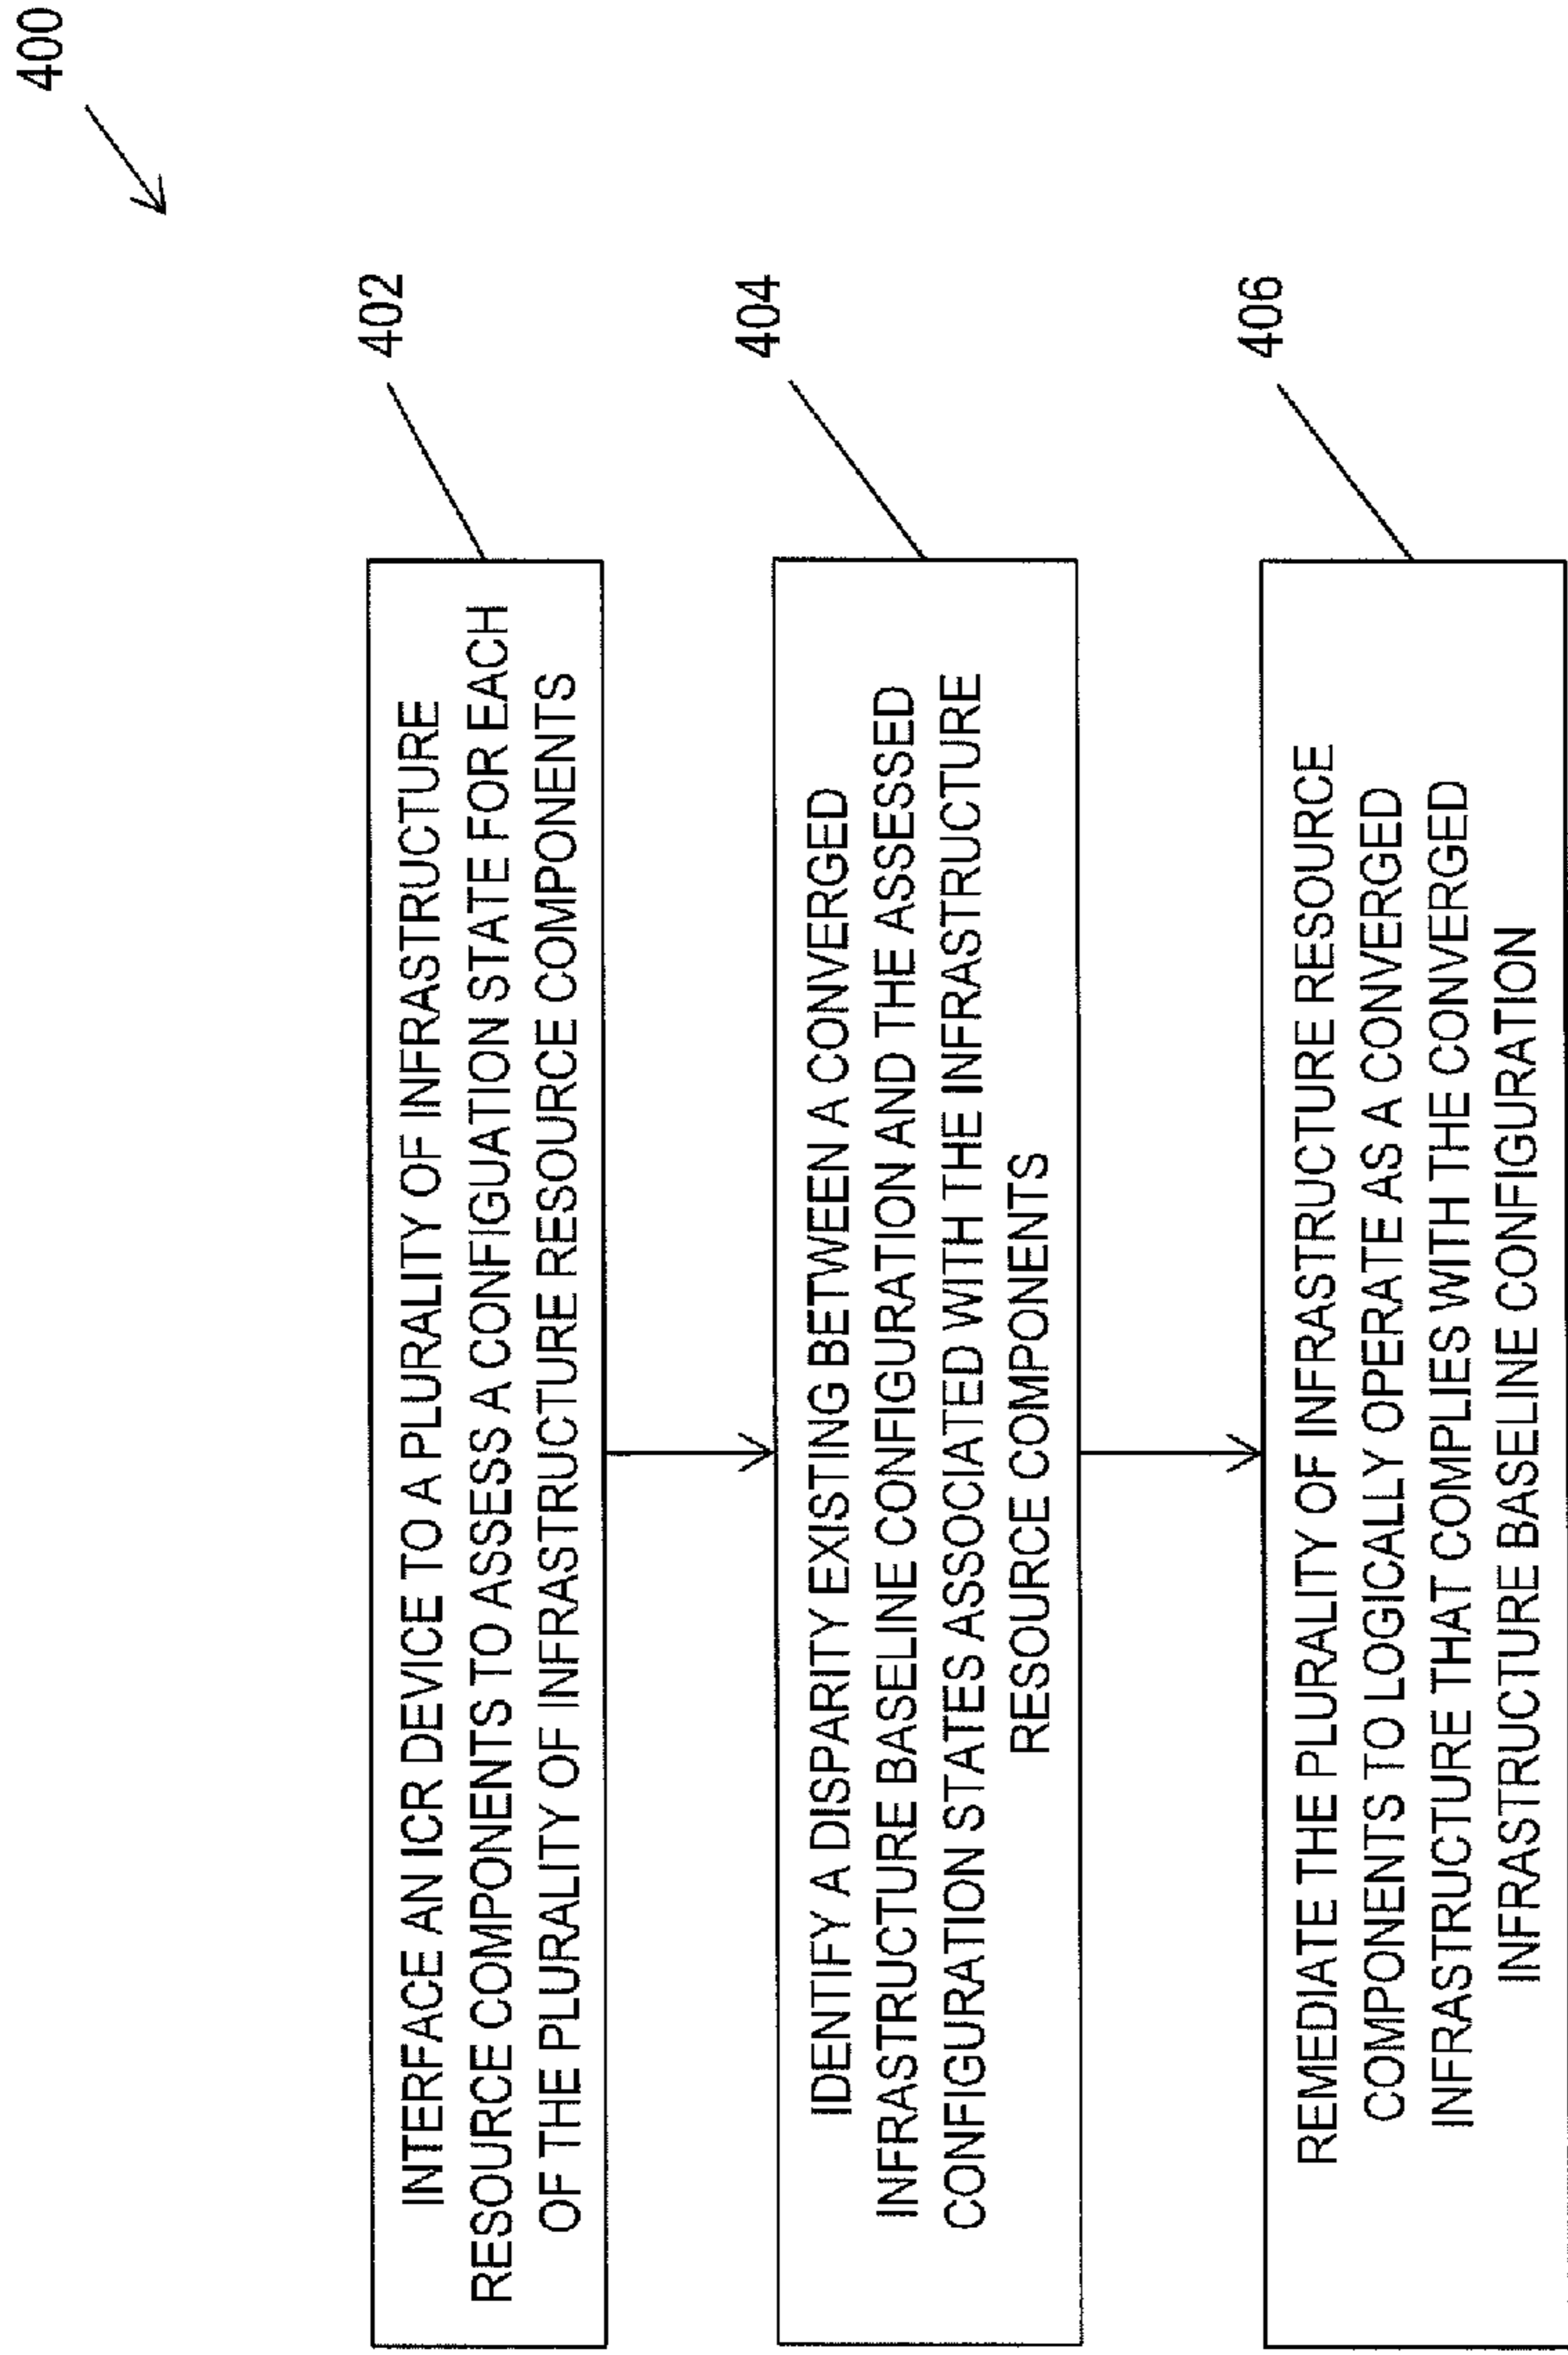 400
402
INTERFACE AN ICR DEVICE TO A PLURALITY OF INFRASTRUCTURE
RESOURCE COMPONENTS TO ASSESS A CONFIGUATION STATE FOR EACH
OF THE PLURALITY OF INFRASTRUCTURE RESOURCE COMPONENTS
404
IDENTIFY A DISPARITY EXISTING BETWEEN A CONVERGED
INFRASTRUCTURE BASELINE CONFIGURATION AND THE ASSESSED
CONFIGURATION STATES ASSOCIATED WITH THE INFRASTRUCTURE
RESOURCE COMPONENTS
406
REMEDIATE THE PLURALITY OF INFRASTRUCTURE RESOURCE
COMPONENTS TO LOGICALLY OPERATE AS A CONVERGED
INFRASTRUCTURE THAT COMPLIES WITH THE CONVERGED
INFRASTRUCTURE BASELINE CONFIGURATION